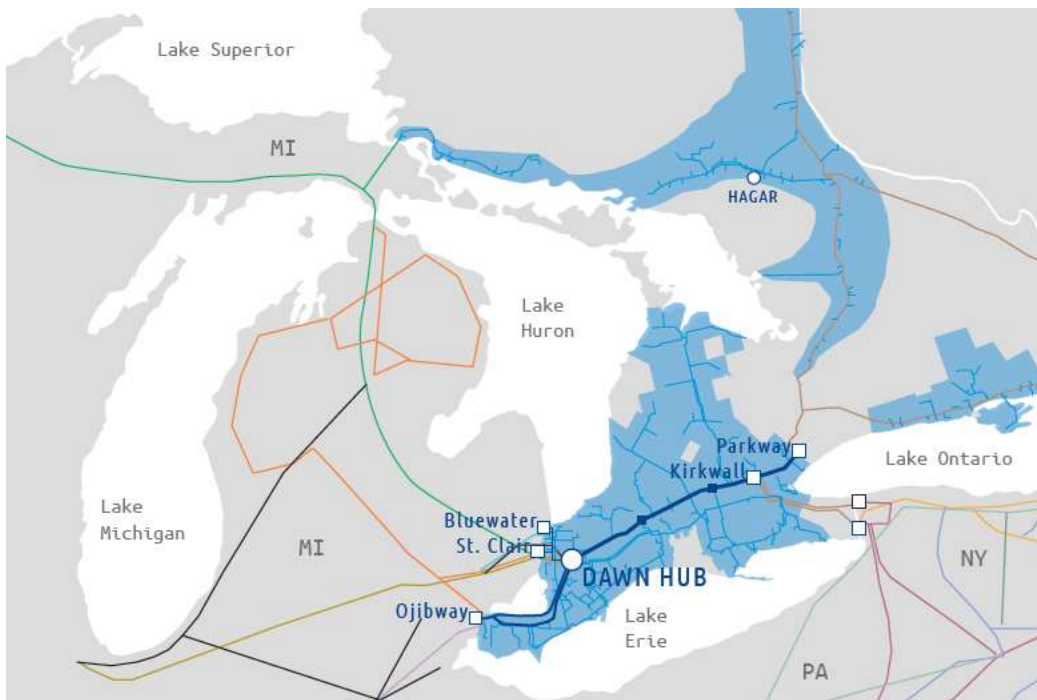 Lake Superior
MI
HAGAR
Lake
Huron
Parkway
Kirkwall
Lake Ontario
Lake
Michigan
Bluewater
St. Clair
MI
DAWN HUB
NY
Ojibway
Lake
Erie
PA